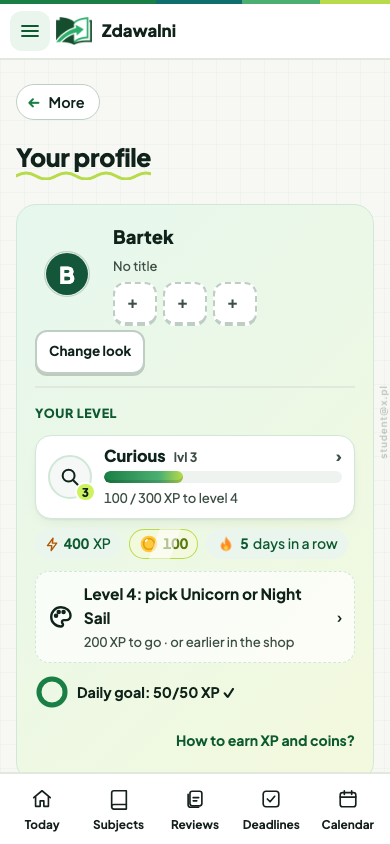 Zdawalni
← More
Your profile
Bartek
B
No title
+ + +
Change look
YOUR LEVEL
Curious lvl 3 ›
3
100 / 300 XP to level 4
400 XP 100 5 days in a row
Level 4: pick Unicorn or Night
Sail ›
200 XP to go · or earlier in the shop
Daily goal: 50/50 XP ✓
How to earn XP and coins?
student@x.pl
Today Subjects Reviews Deadlines Calendar